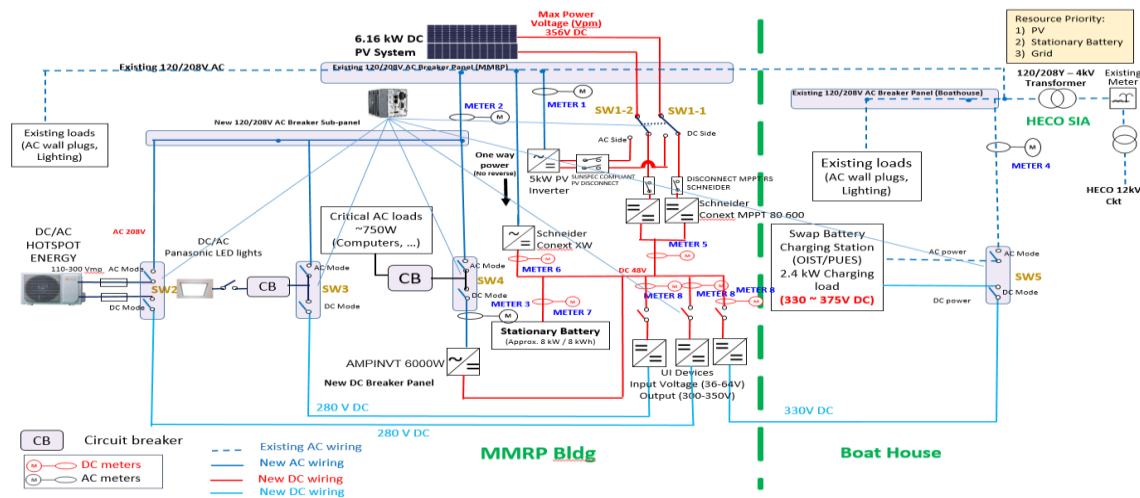 Max Power
Voltage (Vpm)
356V DC
6.16 kW DC
PV System
Resource Priority:
1) PV
2) Stationary Battery
3) Grid
Existing 120/208V AC
Existing 120/208V AC Breaker Panel (MMRP)
120/208Y – 4kV
Transformer
Existing
Meter
Existing 120/208V AC Breaker Panel (Boathouse)
HECO SIA
METER 1
METER 2
SW1-2
SW1-1
New 120/208V AC Breaker Sub-panel
Existing loads
(AC wall plugs,
Lighting)
AC Side
DC Side
METER 4
Existing loads
(AC wall plugs,
Lighting)
HECO 12kV
Ckt
One way
power
(No reverse)
5kW PV
Inverter
SUNSPEC COMPLIANT
PV DISCONNECT
DISCONNECT MPPT RS
SCHNEIDER
Schneider
Conext MPPT 80 600
Critical AC loads
~750W
(Computers, ...)
AC 208V
DC/AC
HOTSPOT
ENERGY
110-300 Vmp
DC/AC
Panasonic LED lights
Schneider
Conext XW
METER 5
METER 6
Swap Battery
Charging Station
(OIST/PUES)
2.4 kW Charging
load
(330 ~ 375V DC)
AC power
DC power
AC Mode
DC Mode
SW5
AC Mode
SW2
DC Mode
CB
AC Mode
SW3
DC Mode
CB
AC Mode
SW4
DC Mode
DC 48V
METER 8
METER 8
METER 8
METER 3
METER 7
Stationary Battery
(Approx. 8 kW / 8 kWh)
AMPINVT 6000W
New DC Breaker Panel
UI Devices
Input Voltage (36-64V)
Output (300-350V)
280 V DC
280 V DC
330V DC
CB
Circuit breaker
M
DC meters
M
AC meters
Existing AC wiring
New AC wiring
New DC wiring
New DC wiring
MMRP Bldg
Boat House